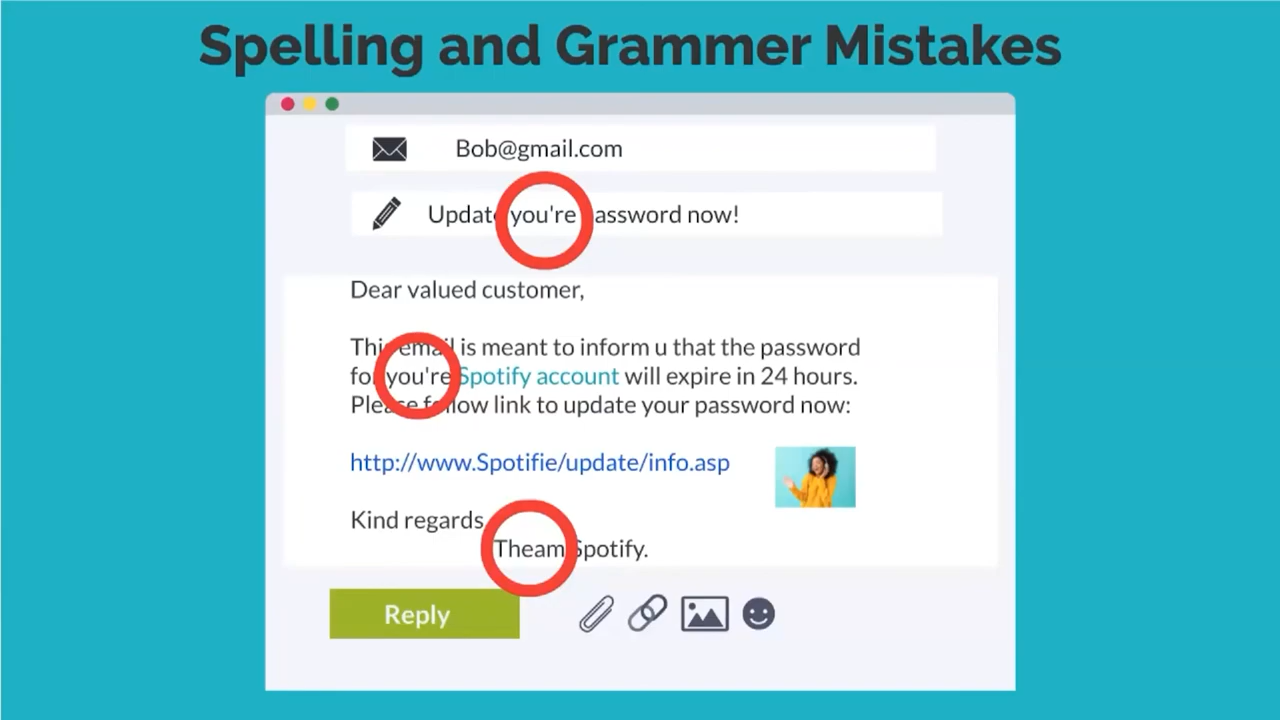 Spelling and Grammer Mistakes
Bob@gmail.com
Update you're password now!
Dear valued customer,
This email is meant to inform u that the password
for you're Spotify account will expire in 24 hours.
Please follow link to update your password now:
http://www.Spotifie/update/info.asp
Kind regards,
Theam Spotify.
Reply